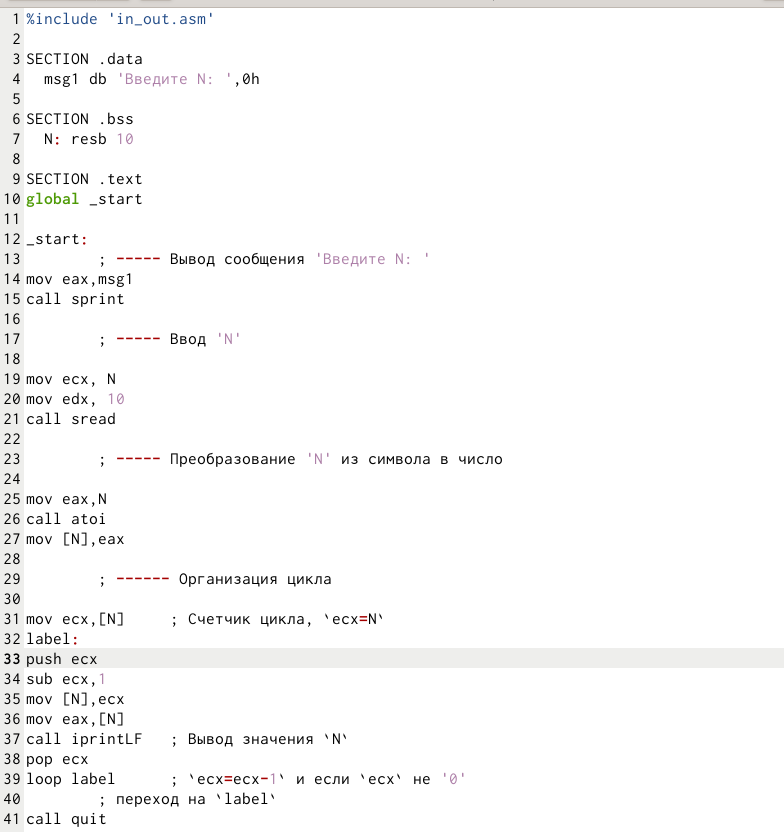 1 %include 'in_out.asm'
2
3 SECTION .data
4   msg1 db 'Введите N: ',0h
5
6 SECTION .bss
7   N: resb 10
8
9 SECTION .text
10 global _start
11
12 _start:
13         ; ----- Вывод сообщения 'Введите N: '
14 mov eax,msg1
15 call sprint
16
17         ; ----- Ввод 'N'
18
19 mov ecx, N
20 mov edx, 10
21 call sread
22
23         ; ----- Преобразование 'N' из символа в число
24
25 mov eax,N
26 call atoi
27 mov [N],eax
28
29         ; ------ Организация цикла
30
31 mov ecx,[N]     ; Счетчик цикла, `ecx=N`
32 label:
33 push ecx
34 sub ecx,1
35 mov [N],ecx
36 mov eax,[N]
37 call iprintLF   ; Вывод значения `N`
38 pop ecx
39 loop label      ; `ecx=ecx-1` и если `ecx` не '0'
40         ; переход на `label`
41 call quit